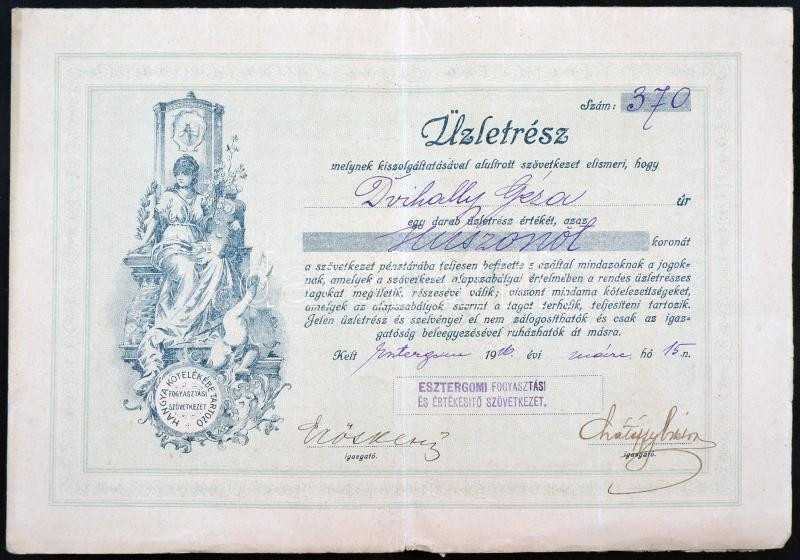 Szám: 370
Üzletrész
melynek kiszolgáltatásával alulirott szövetkezet elismeri, hogy
Dvihally Géza úr
egy darab üzletrész értékét, azaz
Huszonöt koronát
a szövetkezet pénztárába teljesen befizette s ezáltal mindazoknak a jogok-
nak, amelyek a szövetkezet alapszabályai értelmében a rendes üzletrészes
tagokat megilletik, részesévé válik; viszont mindama kötelezettségeket,
amelyek az alapszabályok szerint a tagot terhelik, teljesíteni tartozik.
Jelen üzletrész és szelvényei el nem zálogosíthatók és csak az igaz-
gatóság beleegyezésével ruházhatók át másra.
Kelt Esztergom 1916. évi márc. hó 15.-n.
ESZTERGOMI FOGYASZTÁSI
ÉS ÉRTÉKESITŐ SZÖVETKEZET.
igazgató.
igazgató.
HANGYA KÖTELÉKÉBE TARTOZÓ
FOGYASZTÁSI
SZÖVETKEZET